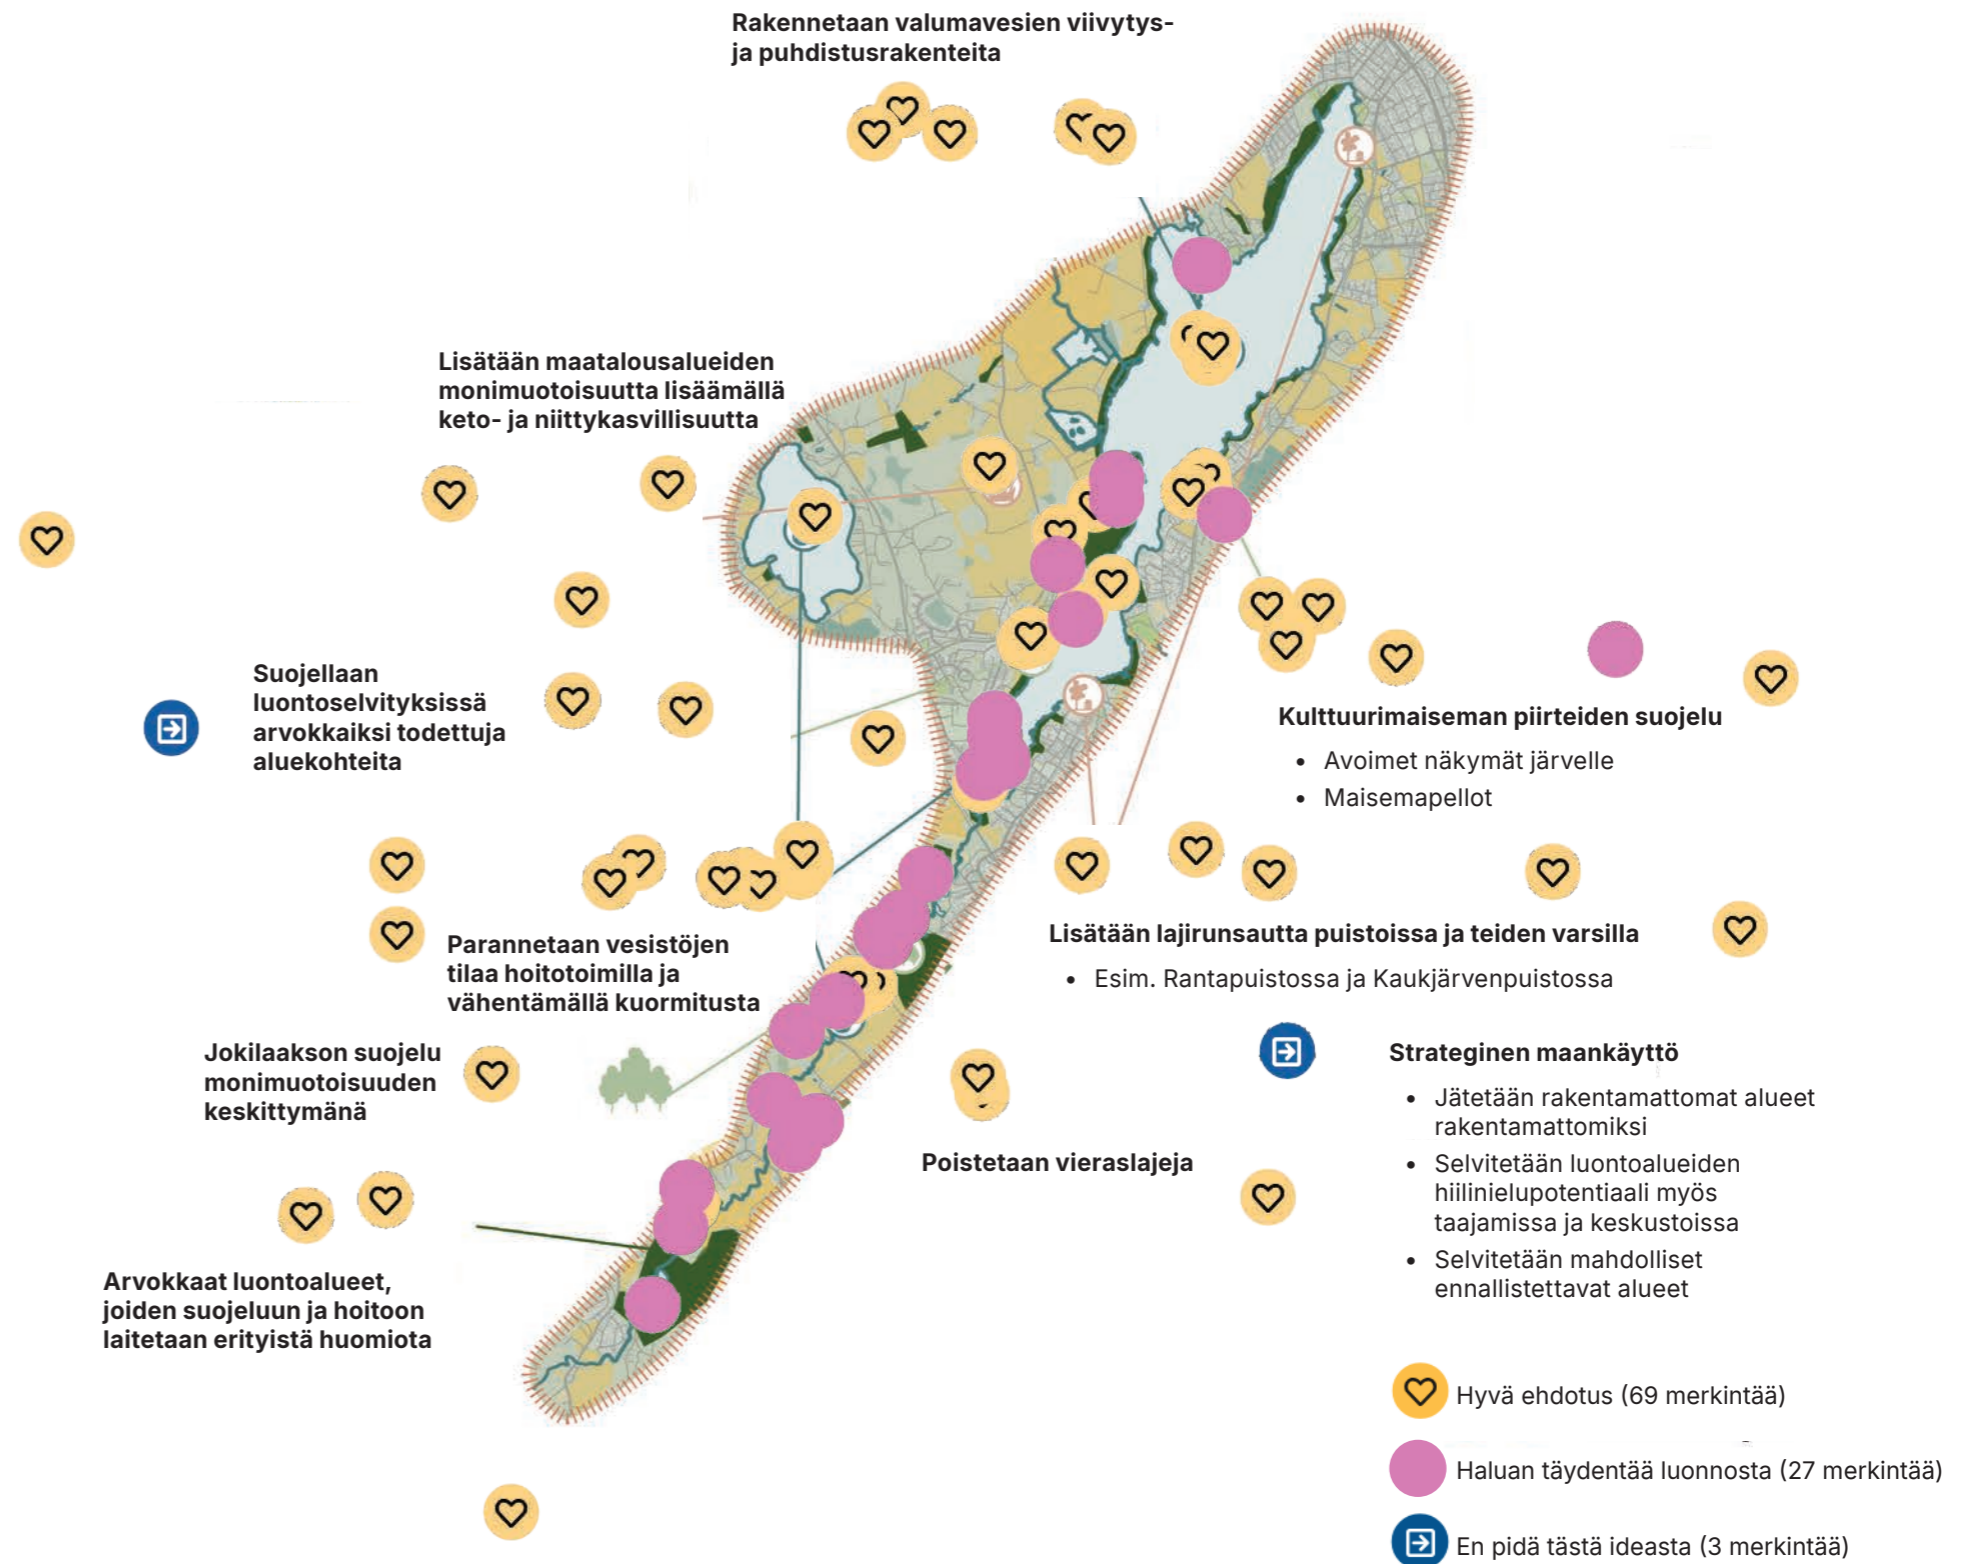 Rakennetaan valumavesien viivytys-
ja puhdistusrakenteita
Lisätään maatalousalueiden
monimuotoisuutta lisäämällä
keto- ja niittykasvillisuutta
Suojellaan
luontoselvityksissä
arvokkaiksi todettuja
aluekohteita
Kulttuurimaiseman piirteiden suojelu
• Avoimet näkymät järvelle
• Maisemapellot
Parannetaan vesistöjen
tilaa hoitotoimilla ja
vähentämällä kuormitusta
Lisätään lajirunsautta puistoissa ja teiden varsilla
• Esim. Rantapuistossa ja Kaukjärvenpuistossa
Jokilaakson suojelu
monimuotoisuuden
keskittymänä
Strateginen maankäyttö
• Jätetään rakentamattomat alueet
rakentamattomiksi
• Selvitetään luontoalueiden
hiilinielupotentiaali myös
taajamissa ja keskustoissa
• Selvitetään mahdolliset
ennallistettavat alueet
Poistetaan vieraslajeja
Arvokkaat luontoalueet,
joiden suojeluun ja hoitoon
laitetaan erityistä huomiota
Hyvä ehdotus (69 merkintää)
Haluan täydentää luonnosta (27 merkintää)
En pidä tästä ideasta (3 merkintää)